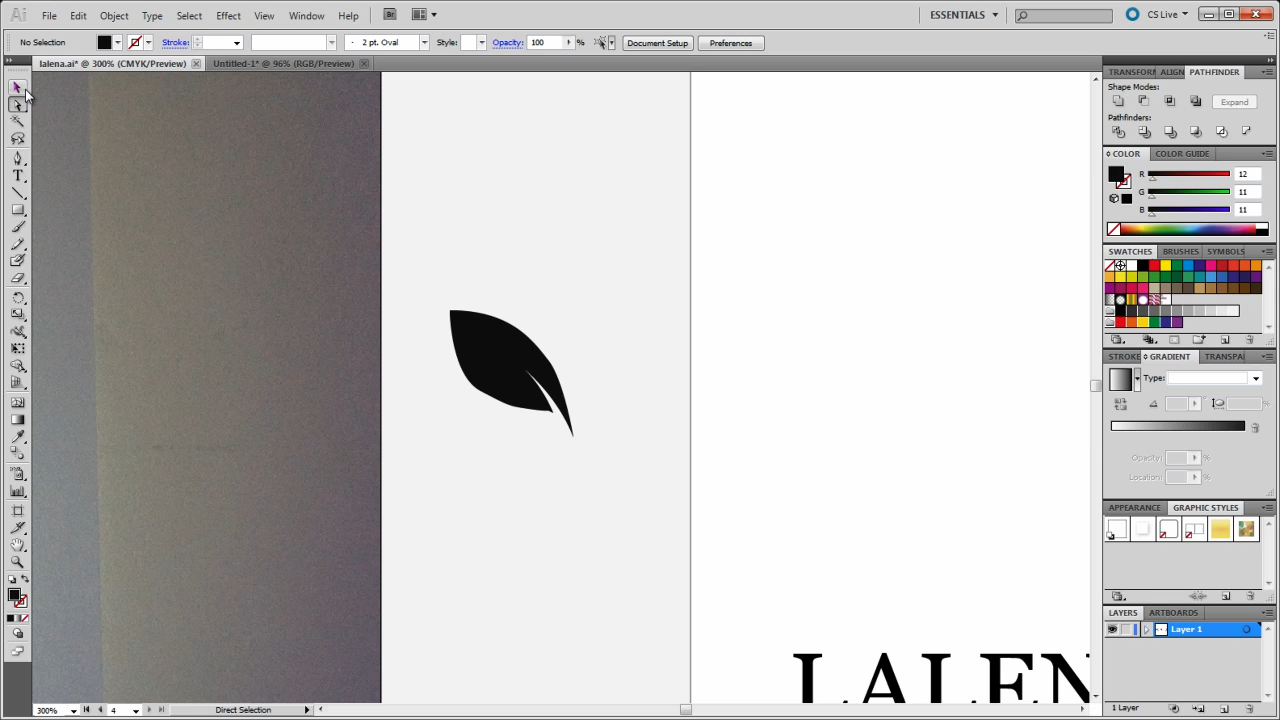 Ai File Edit Object Type Select Effect View Window Help Br ESSENTIALS CS Live
No Selection Stroke: 2 pt. Oval Style: Opacity: 100 % Document Setup Preferences
lalena.ai* @ 300% (CMYK/Preview) Untitled-1* @ 96% (RGB/Preview)
TRANSFORM ALIGN PATHFINDER
Shape Modes:
Expand
Pathfinders:
COLOR COLOR GUIDE
R 12
G 11
B 11
SWATCHES BRUSHES SYMBOLS
STROKE GRADIENT TRANSPA
Type:
°
%
Opacity: %
Location: %
APPEARANCE GRAPHIC STYLES
LAYERS ARTBOARDS
Layer 1
LALEN
300% 4 Direct Selection
1 Layer